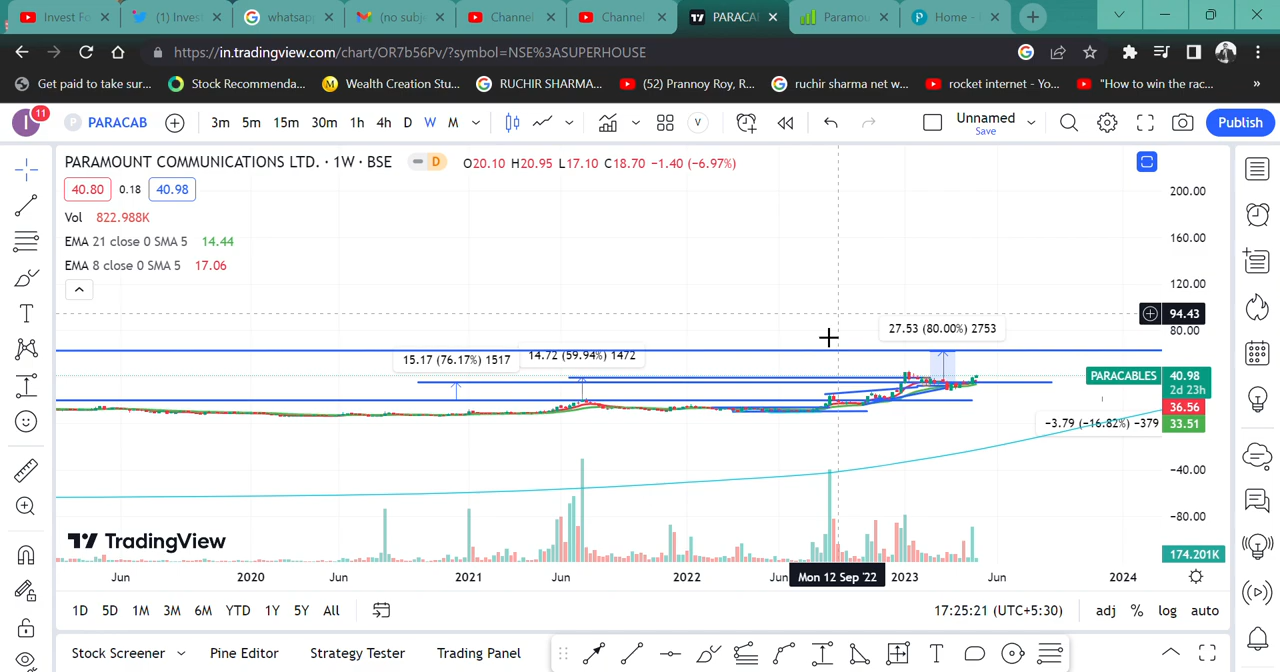 Invest Fo
(1) Invest
whatsap
(no subj
Channel
Channel
PARACA
Paramou
Home -
https://in.tradingview.com/chart/OR7b56Pv/?symbol=NSE%3ASUPERHOUSE
Get paid to take sur...
Stock Recommenda...
Wealth Creation Stu...
RUCHIR SHARMA...
(52) Prannoy Roy, R...
ruchir sharma net w...
rocket internet - Yo...
"How to win the rac...
»
I
11
P
PARACAB
3m
5m
15m
30m
1h
4h
D
W
M
V
Unnamed
Save
Publish
PARAMOUNT COMMUNICATIONS LTD. · 1W · BSE
D
O20.10 H20.95 L17.10 C18.70 −1.40 (−6.97%)
40.80
0.18
40.98
Vol 822.988K
EMA 21 close 0 SMA 5 14.44
EMA 8 close 0 SMA 5 17.06
200.00
160.00
120.00
94.43
80.00
27.53 (80.00%) 2753
15.17 (76.17%) 1517
14.72 (59.94%) 1472
PARACABLES
40.98
2d 23h
36.56
−3.79 (−16.82%) −379
33.51
−40.00
−80.00
174.201K
TradingView
Jun
2020
Jun
2021
Jun
2022
Jun
Mon 12 Sep '22
2023
Jun
2024
1D
5D
1M
3M
6M
YTD
1Y
5Y
All
17:25:21 (UTC+5:30)
adj
%
log
auto
Stock Screener
Pine Editor
Strategy Tester
Trading Panel